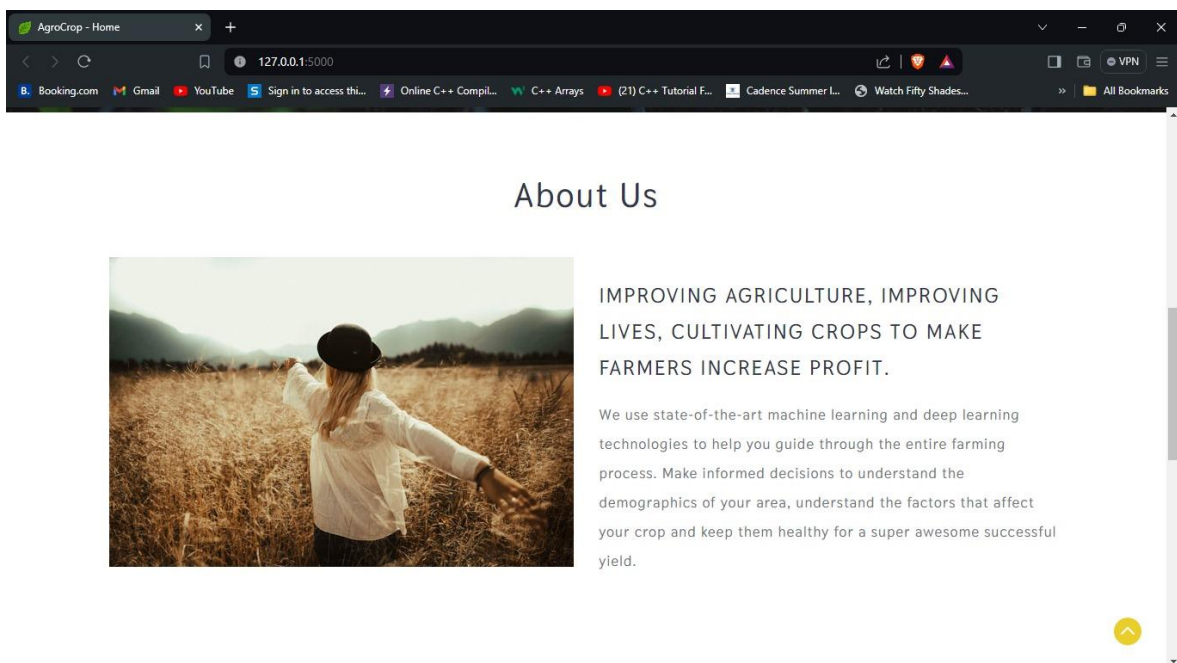 AgroCrop - Home
127.0.0.1:5000
VPN
B. Booking.com M Gmail YouTube S Sign in to access thi... Online C++ Compil... C++ Arrays (21) C++ Tutorial F... Cadence Summer I... Watch Fifty Shades... » All Bookmarks
About Us
IMPROVING AGRICULTURE, IMPROVING
LIVES, CULTIVATING CROPS TO MAKE
FARMERS INCREASE PROFIT.
We use state-of-the-art machine learning and deep learning
technologies to help you guide through the entire farming
process. Make informed decisions to understand the
demographics of your area, understand the factors that affect
your crop and keep them healthy for a super awesome successful
yield.